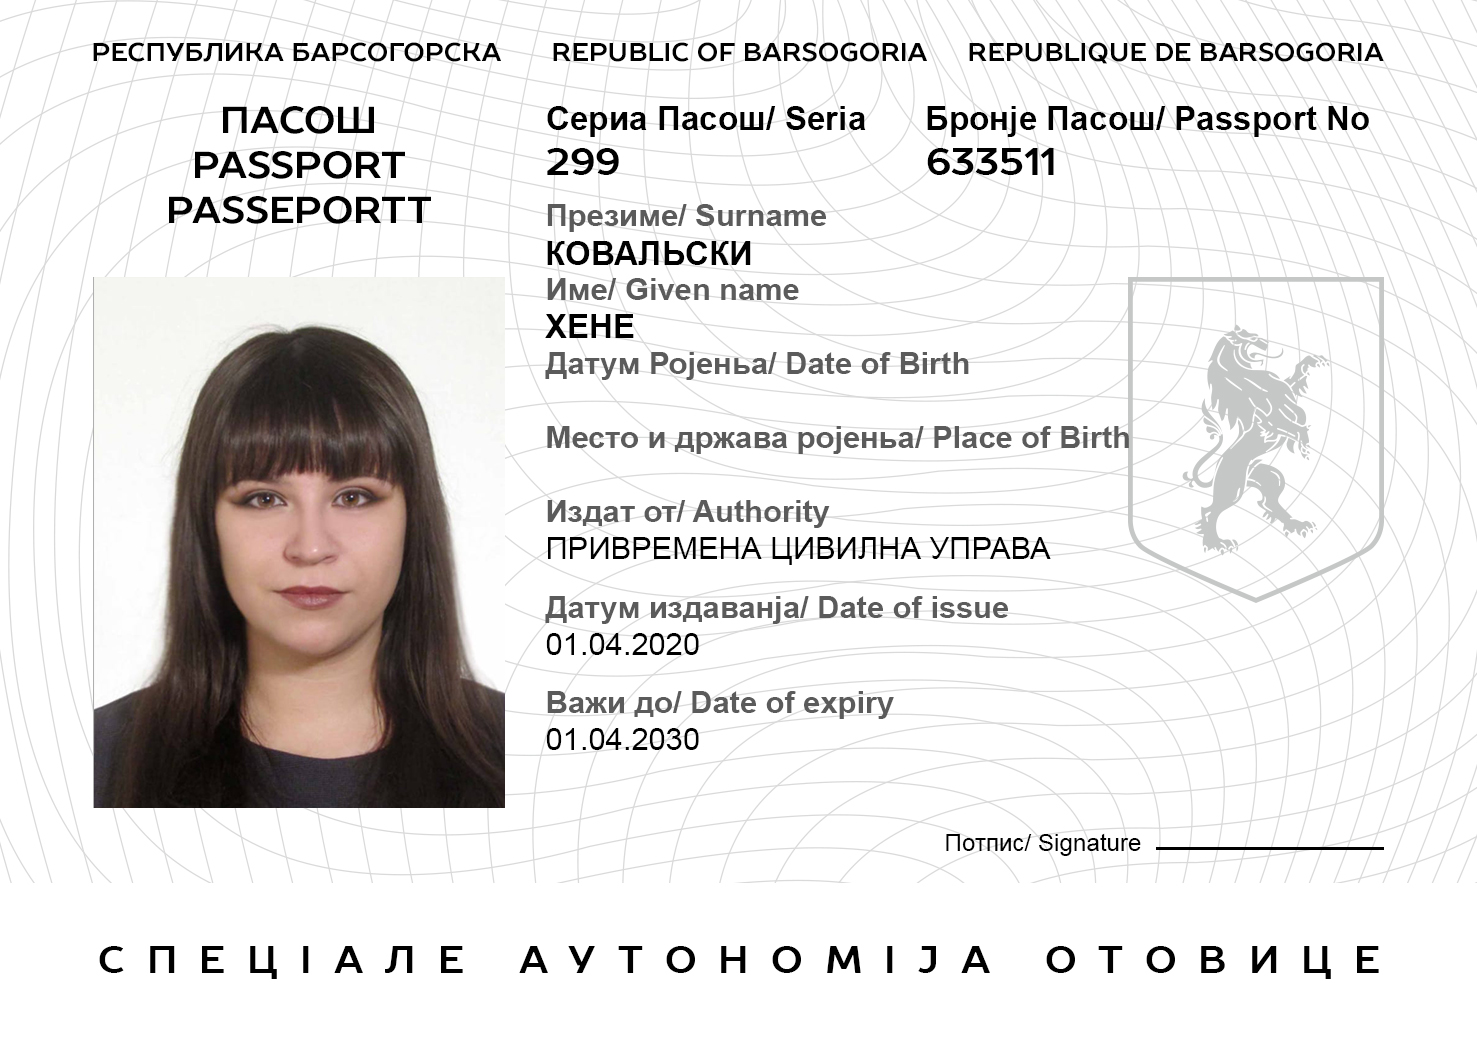 РЕСПУБЛИКА БАРСОГОРСКА REPUBLIC OF BARSOGORIA REPUBLIQUE DE BARSOGORIA
ПАСОШ
PASSPORT
PASSEPORTT
Сериа Пасош/ Seria
299
Бронје Пасош/ Passport No
633511
Презиме/ Surname
КОВАЛЬСКИ
Име/ Given name
ХЕНЕ
ДатумРојења/ Date of Birth
Место и држава ројења/ Place of Birth
Издат от/ Authority
ПРИВРЕМЕНА ЦИВИЛНА УПРАВА
Датум издаванја/ Date of issue
01.04.2020
Важи до/ Date of expiry
01.04.2030
Потпис/ Signature
СПЕЦІАЛЕ АУТОНОМІЈА ОТОВИЦЕ